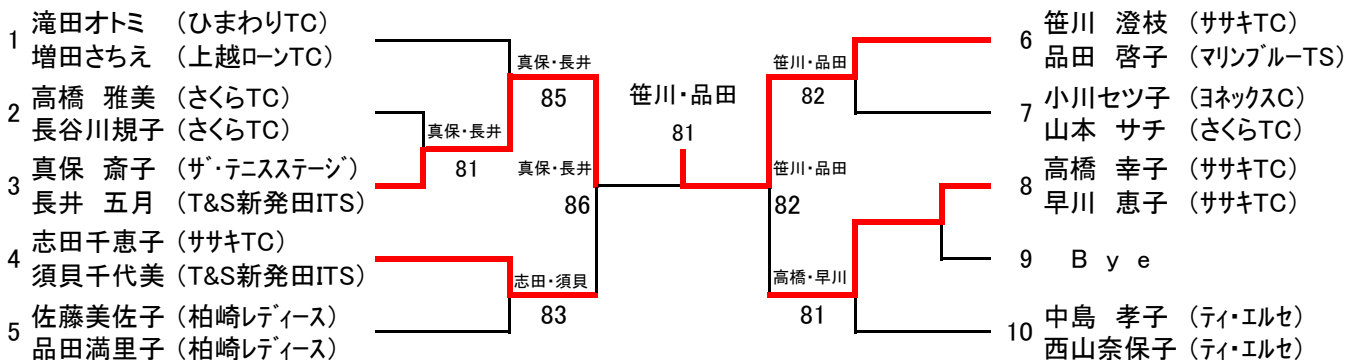 1 滝田オトミ (ひまわりTC)
増田さちえ (上越ローンTC)
2 高橋 雅美 (さくらTC)
長谷川規子 (さくらTC)
3 真保 斎子 (ザ・テニスステージ)
長井 五月 (T&S新発田ITS)
4 志田千恵子 (ササキTC)
須貝千代美 (T&S新発田ITS)
5 佐藤美佐子 (柏崎レディース)
品田満里子 (柏崎レディース)
真保・長井
81
真保・長井
85
志田・須貝
83
真保・長井
86
笹川・品田
81
笹川・品田
82
笹川・品田
82
高橋・早川
81
6 笹川 澄枝 (ササキTC)
品田 啓子 (マリンブルーTS)
7 小川セツ子 (ヨネックスC)
山本 サチ (さくらTC)
8 高橋 幸子 (ササキTC)
早川 恵子 (ササキTC)
9 Bye
10 中島 孝子 (ティ・エルセ)
西山奈保子 (ティ・エルセ)